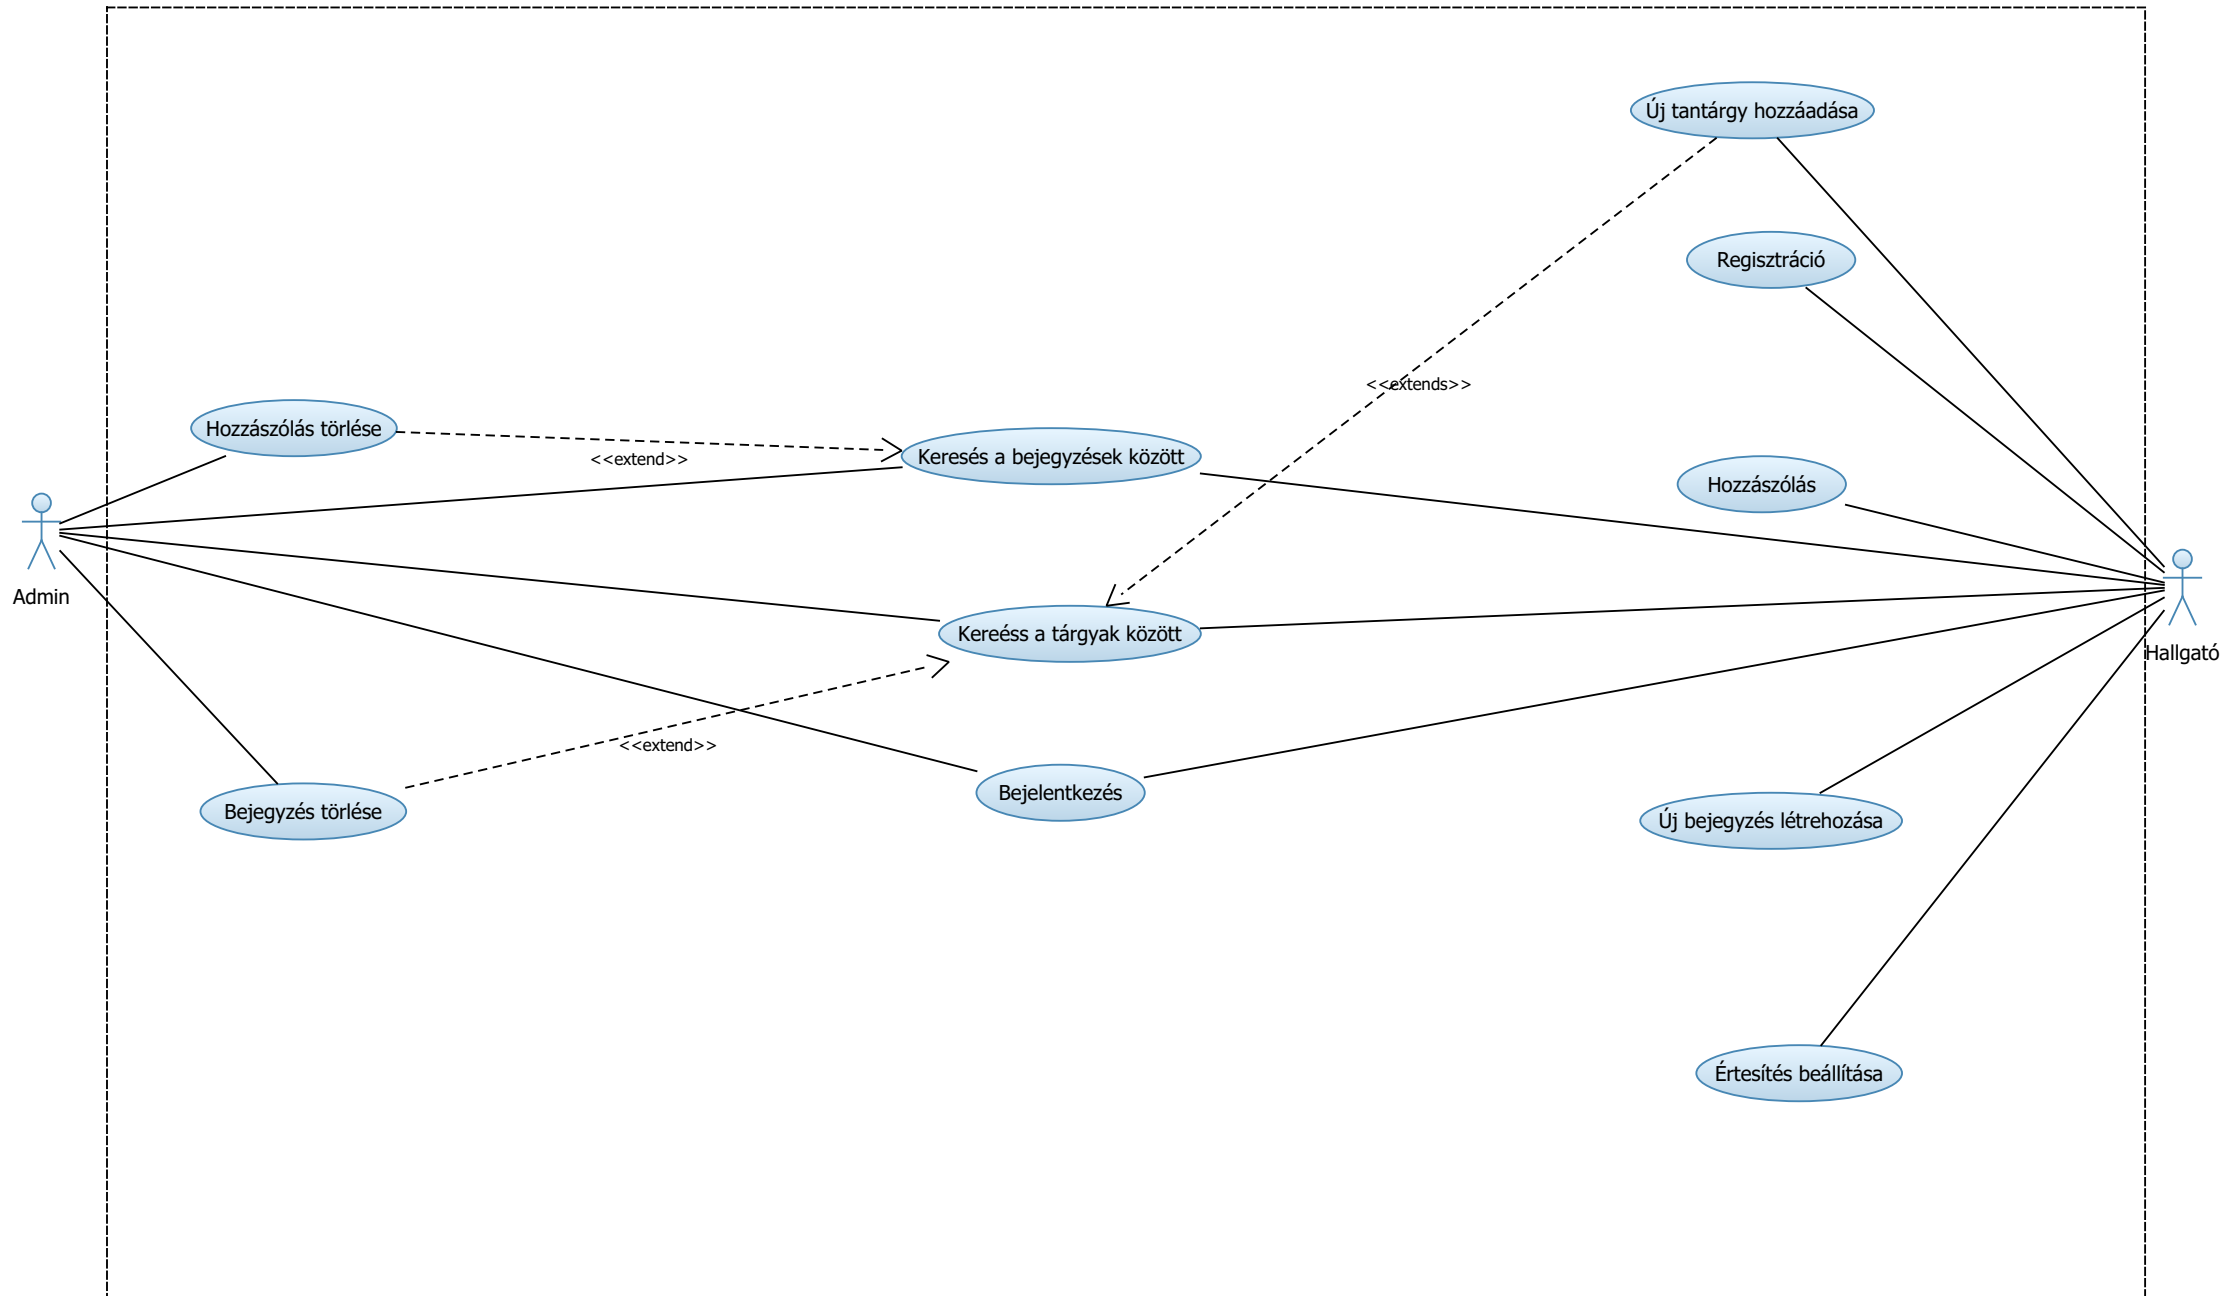 Új tantárgy hozzáadása
Regisztráció
<<extends>>
Hozzászólás törlése
<<extend>>
Keresés a bejegyzések között
Hozzászólás
Admin
Kereéss a tárgyak között
Hallgató
<<extend>>
Bejelentkezés
Bejegyzés törlése
Új bejegyzés létrehozása
Értesítés beállítása